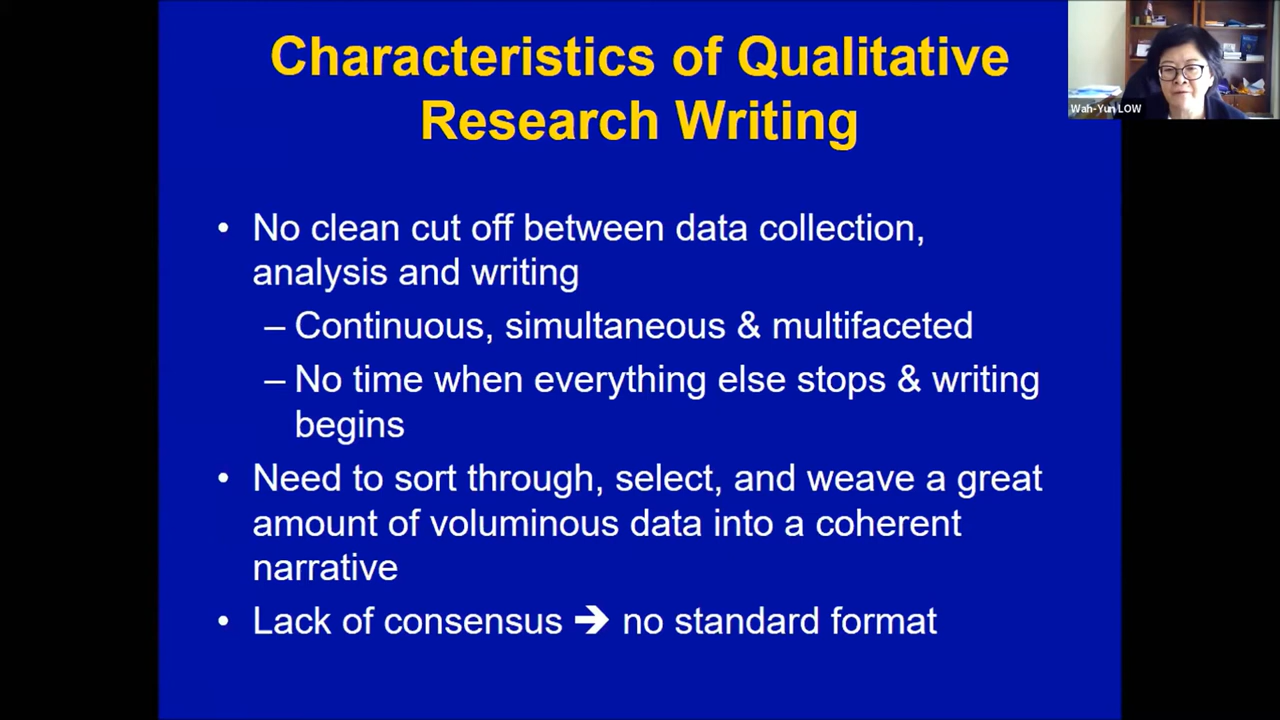 Characteristics of Qualitative
Research Writing
Wah-Yun LOW
• No clean cut off between data collection,
analysis and writing
– Continuous, simultaneous & multifaceted
– No time when everything else stops & writing
begins
• Need to sort through, select, and weave a great
amount of voluminous data into a coherent
narrative
• Lack of consensus ➔ no standard format